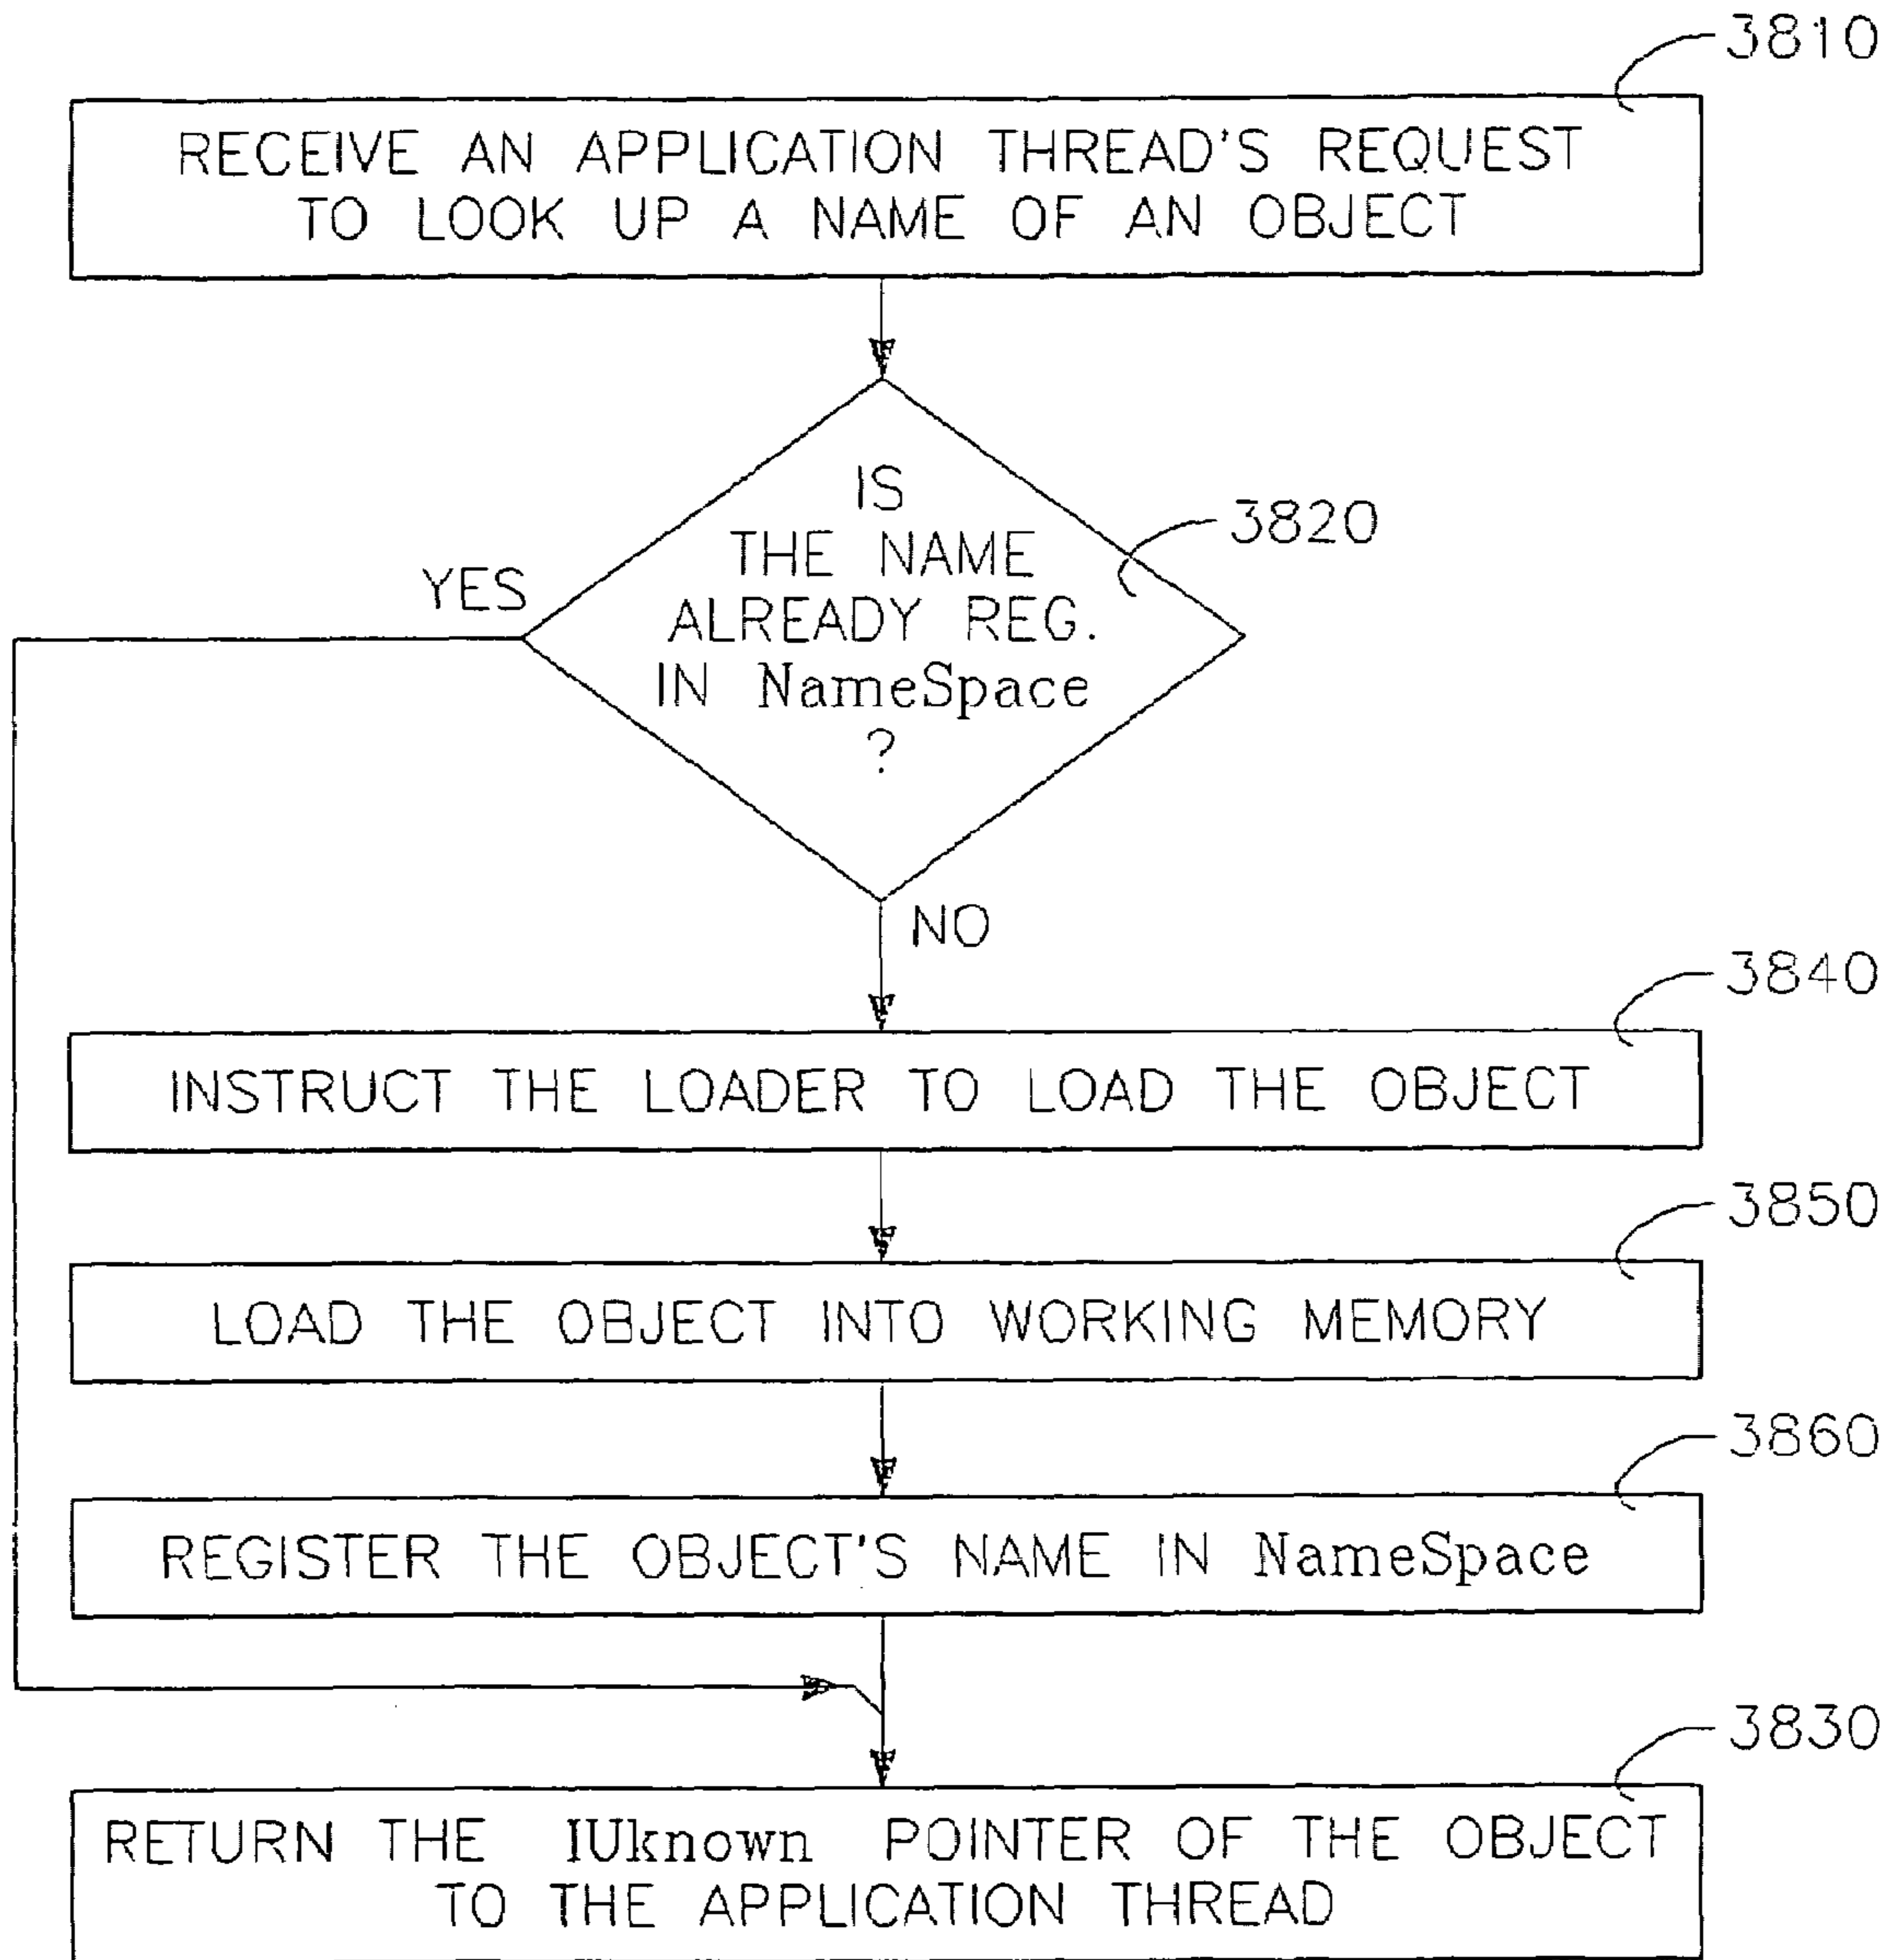 3810
RECEIVE AN APPLICATION THREAD'S REQUEST
TO LOOK UP A NAME OF AN OBJECT
IS
THE NAME
ALREADY REG.
IN NameSpace
?
3820
YES
NO
3840
INSTRUCT THE LOADER TO LOAD THE OBJECT
3850
LOAD THE OBJECT INTO WORKING MEMORY
3860
REGISTER THE OBJECT'S NAME IN NameSpace
3830
RETURN THE IUknown POINTER OF THE OBJECT
TO THE APPLICATION THREAD